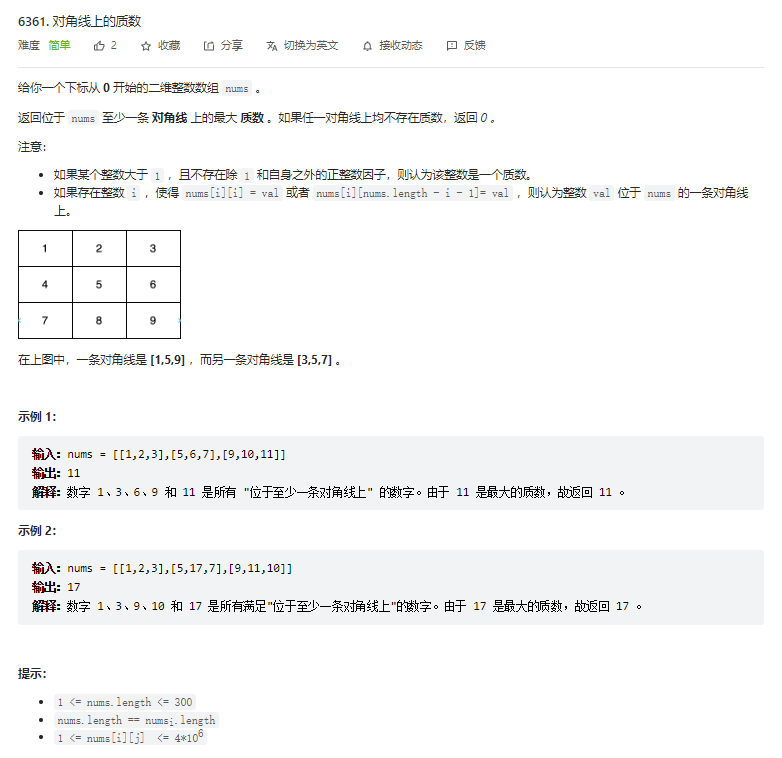 6361. 对角线上的质数
难度 简单 2 收藏 分享 切换为英文 接收动态 反馈
给你一个下标从 0 开始的二维整数数组 nums 。
返回位于 nums 至少一条 对角线 上的最大 质数 。如果任一对角线上均不存在质数，返回 0 。
注意：
如果某个整数大于 1 ，且不存在除 1 和自身之外的正整数因子，则认为该整数是一个质数。
如果存在整数 i ，使得 nums[i][i] = val 或者 nums[i][nums.length - i - 1]= val ，则认为整数 val 位于 nums 的一条对角线
上。
1 2 3
4 5 6
7 8 9
在上图中，一条对角线是 [1,5,9] ，而另一条对角线是 [3,5,7] 。
示例 1：
输入：nums = [[1,2,3],[5,6,7],[9,10,11]]
输出：11
解释：数字 1、3、6、9 和 11 是所有 "位于至少一条对角线上" 的数字。由于 11 是最大的质数，故返回 11 。
示例 2：
输入：nums = [[1,2,3],[5,17,7],[9,11,10]]
输出：17
解释：数字 1、3、9、10 和 17 是所有满足"位于至少一条对角线上"的数字。由于 17 是最大的质数，故返回 17 。
提示：
1 <= nums.length <= 300
nums.length == numsᵢ.length
1 <= nums[i][j] <= 4*10⁶